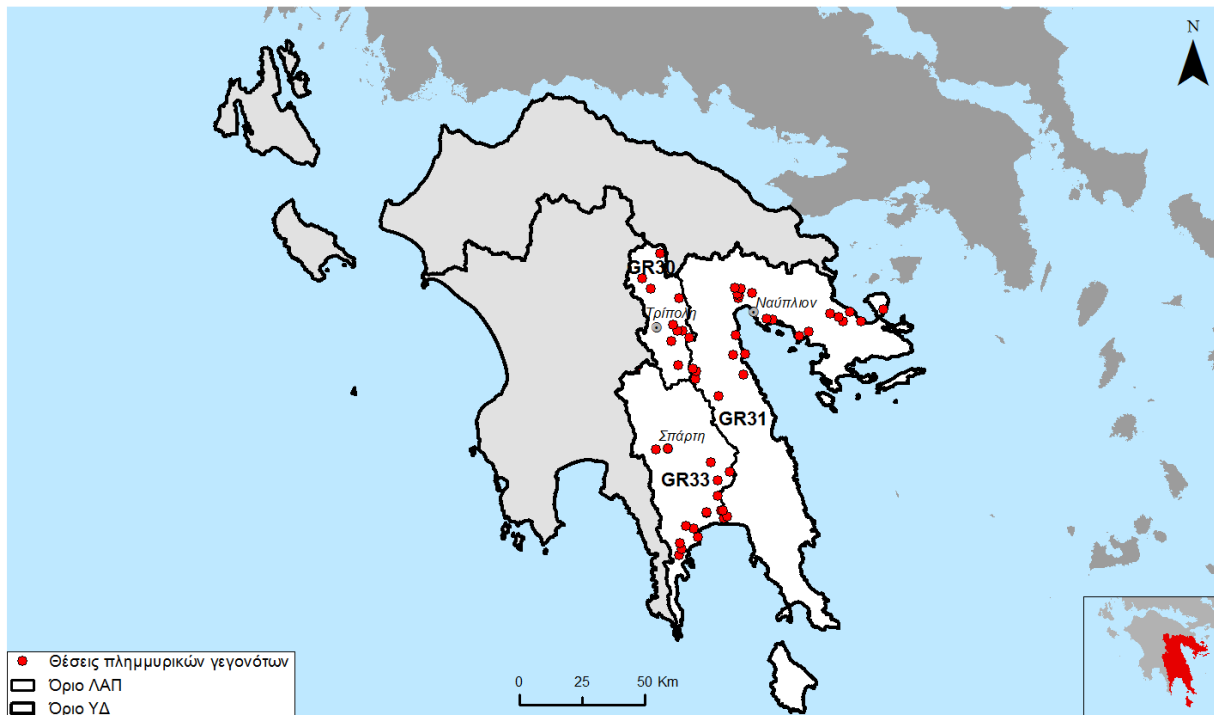 N
GR30
Τρίπολη
Ναύπλιον
GR31
Σπάρτη
GR33
Θέσεις πλημμυρικών γεγονότων
Όριο ΛΑΠ
Όριο ΥΔ
0 25 50 Km